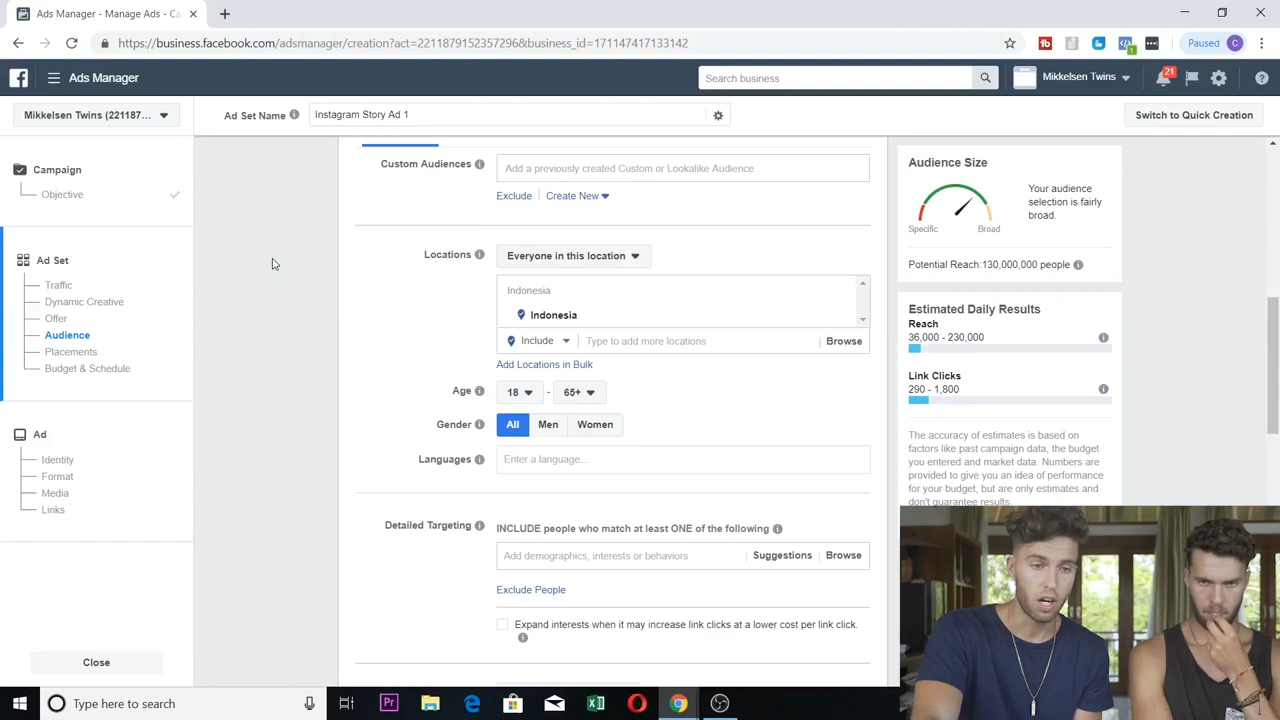 Ads Manager - Manage Ads - Ca
https://business.facebook.com/adsmanager/creation?act=2211879152357296&business_id=171147417133142
Paused C
Ads Manager
Search business
Mikkelsen Twins
21
Mikkelsen Twins (221187...
Ad Set Name
Instagram Story Ad 1
Switch to Quick Creation
Campaign
Objective
Ad Set
Traffic
Dynamic Creative
Offer
Audience
Placements
Budget & Schedule
Ad
Identity
Format
Media
Links
Close
Custom Audiences
Add a previously created Custom or Lookalike Audience
Exclude
Create New
Locations
Everyone in this location
Indonesia
Indonesia
Include
Type to add more locations
Browse
Add Locations in Bulk
Age
18 - 65+
Gender
All Men Women
Languages
Enter a language...
Detailed Targeting
INCLUDE people who match at least ONE of the following
Add demographics, interests or behaviors
Suggestions
Browse
Exclude People
Expand interests when it may increase link clicks at a lower cost per link click.
Audience Size
Specific
Broad
Your audience
selection is fairly
broad.
Potential Reach:130,000,000 people
Estimated Daily Results
Reach
36,000 - 230,000
Link Clicks
290 - 1,800
The accuracy of estimates is based on
factors like past campaign data, the budget
you entered and market data. Numbers are
provided to give you an idea of performance
for your budget, but are only estimates and
don't guarantee results.
Type here to search